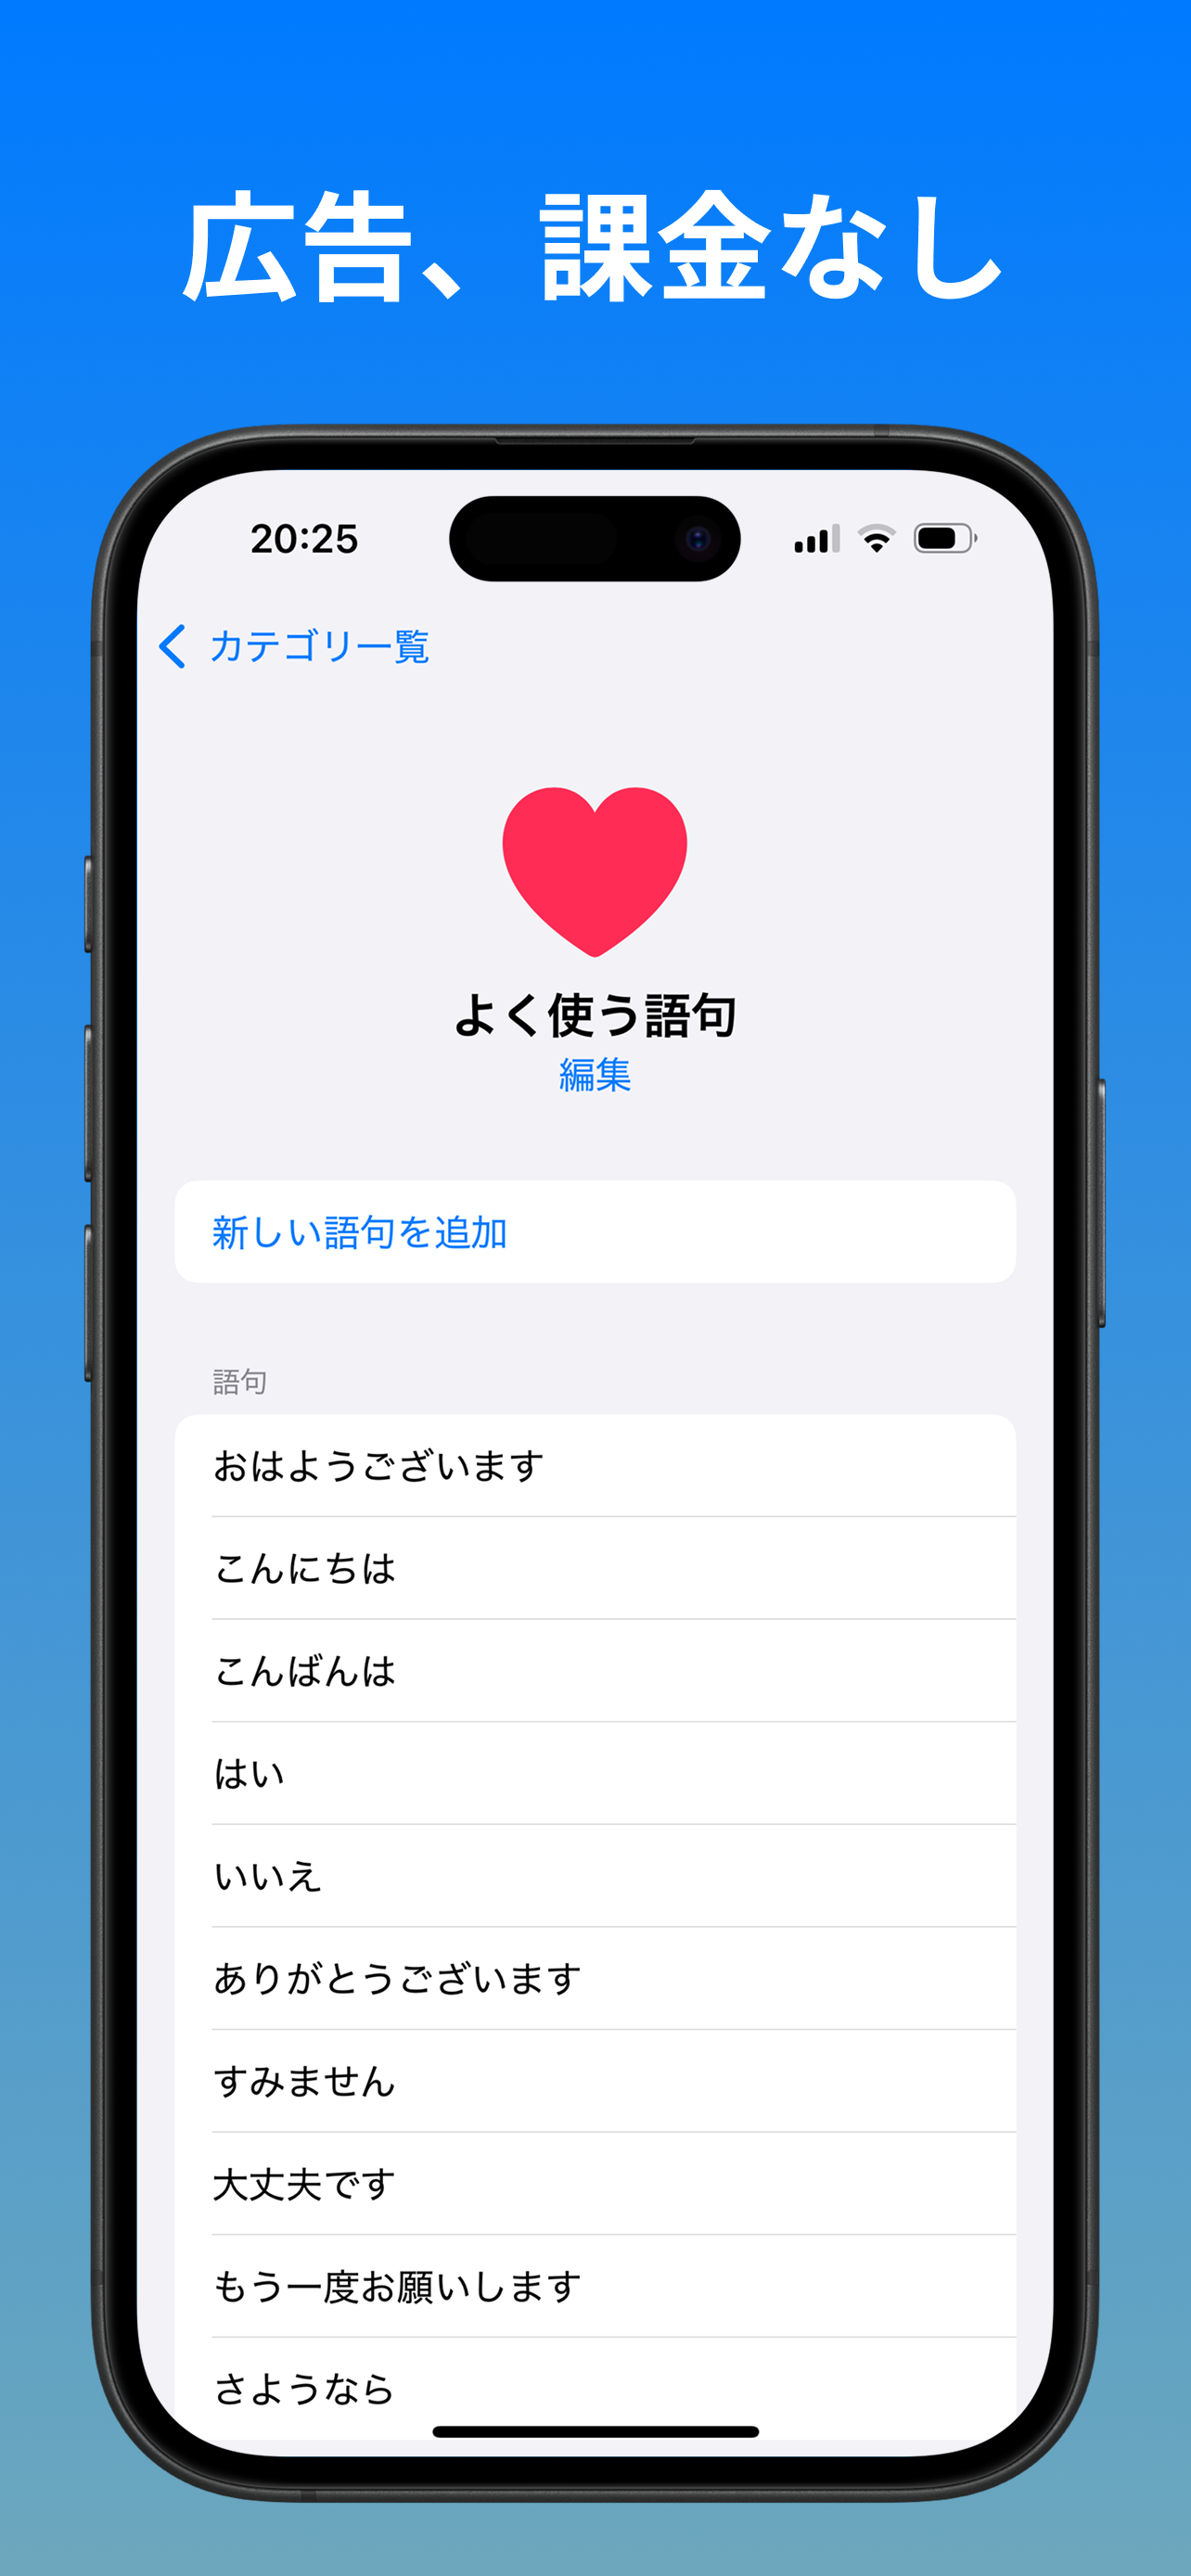 広告、課金なし
20:25
カテゴリ一覧
よく使う語句
編集
新しい語句を追加
語句
おはようございます
こんにちは
こんばんは
はい
いいえ
ありがとうございます
すみません
大丈夫です
もう一度お願いします
さようなら